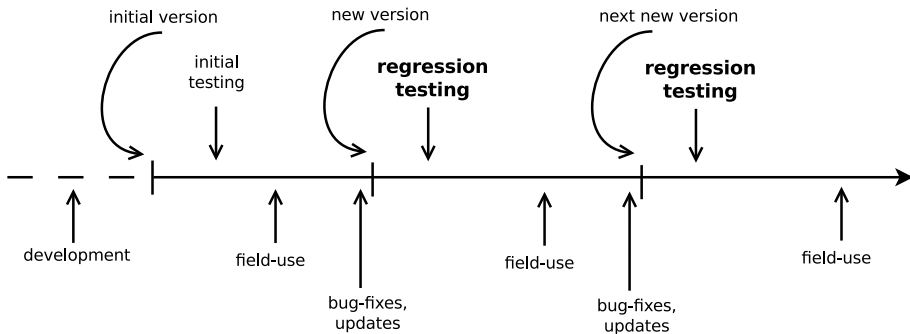 initial version
new version
next new version
initial
testing
regression
testing
regression
testing
development
field-use
field-use
field-use
bug-fixes,
updates
bug-fixes,
updates